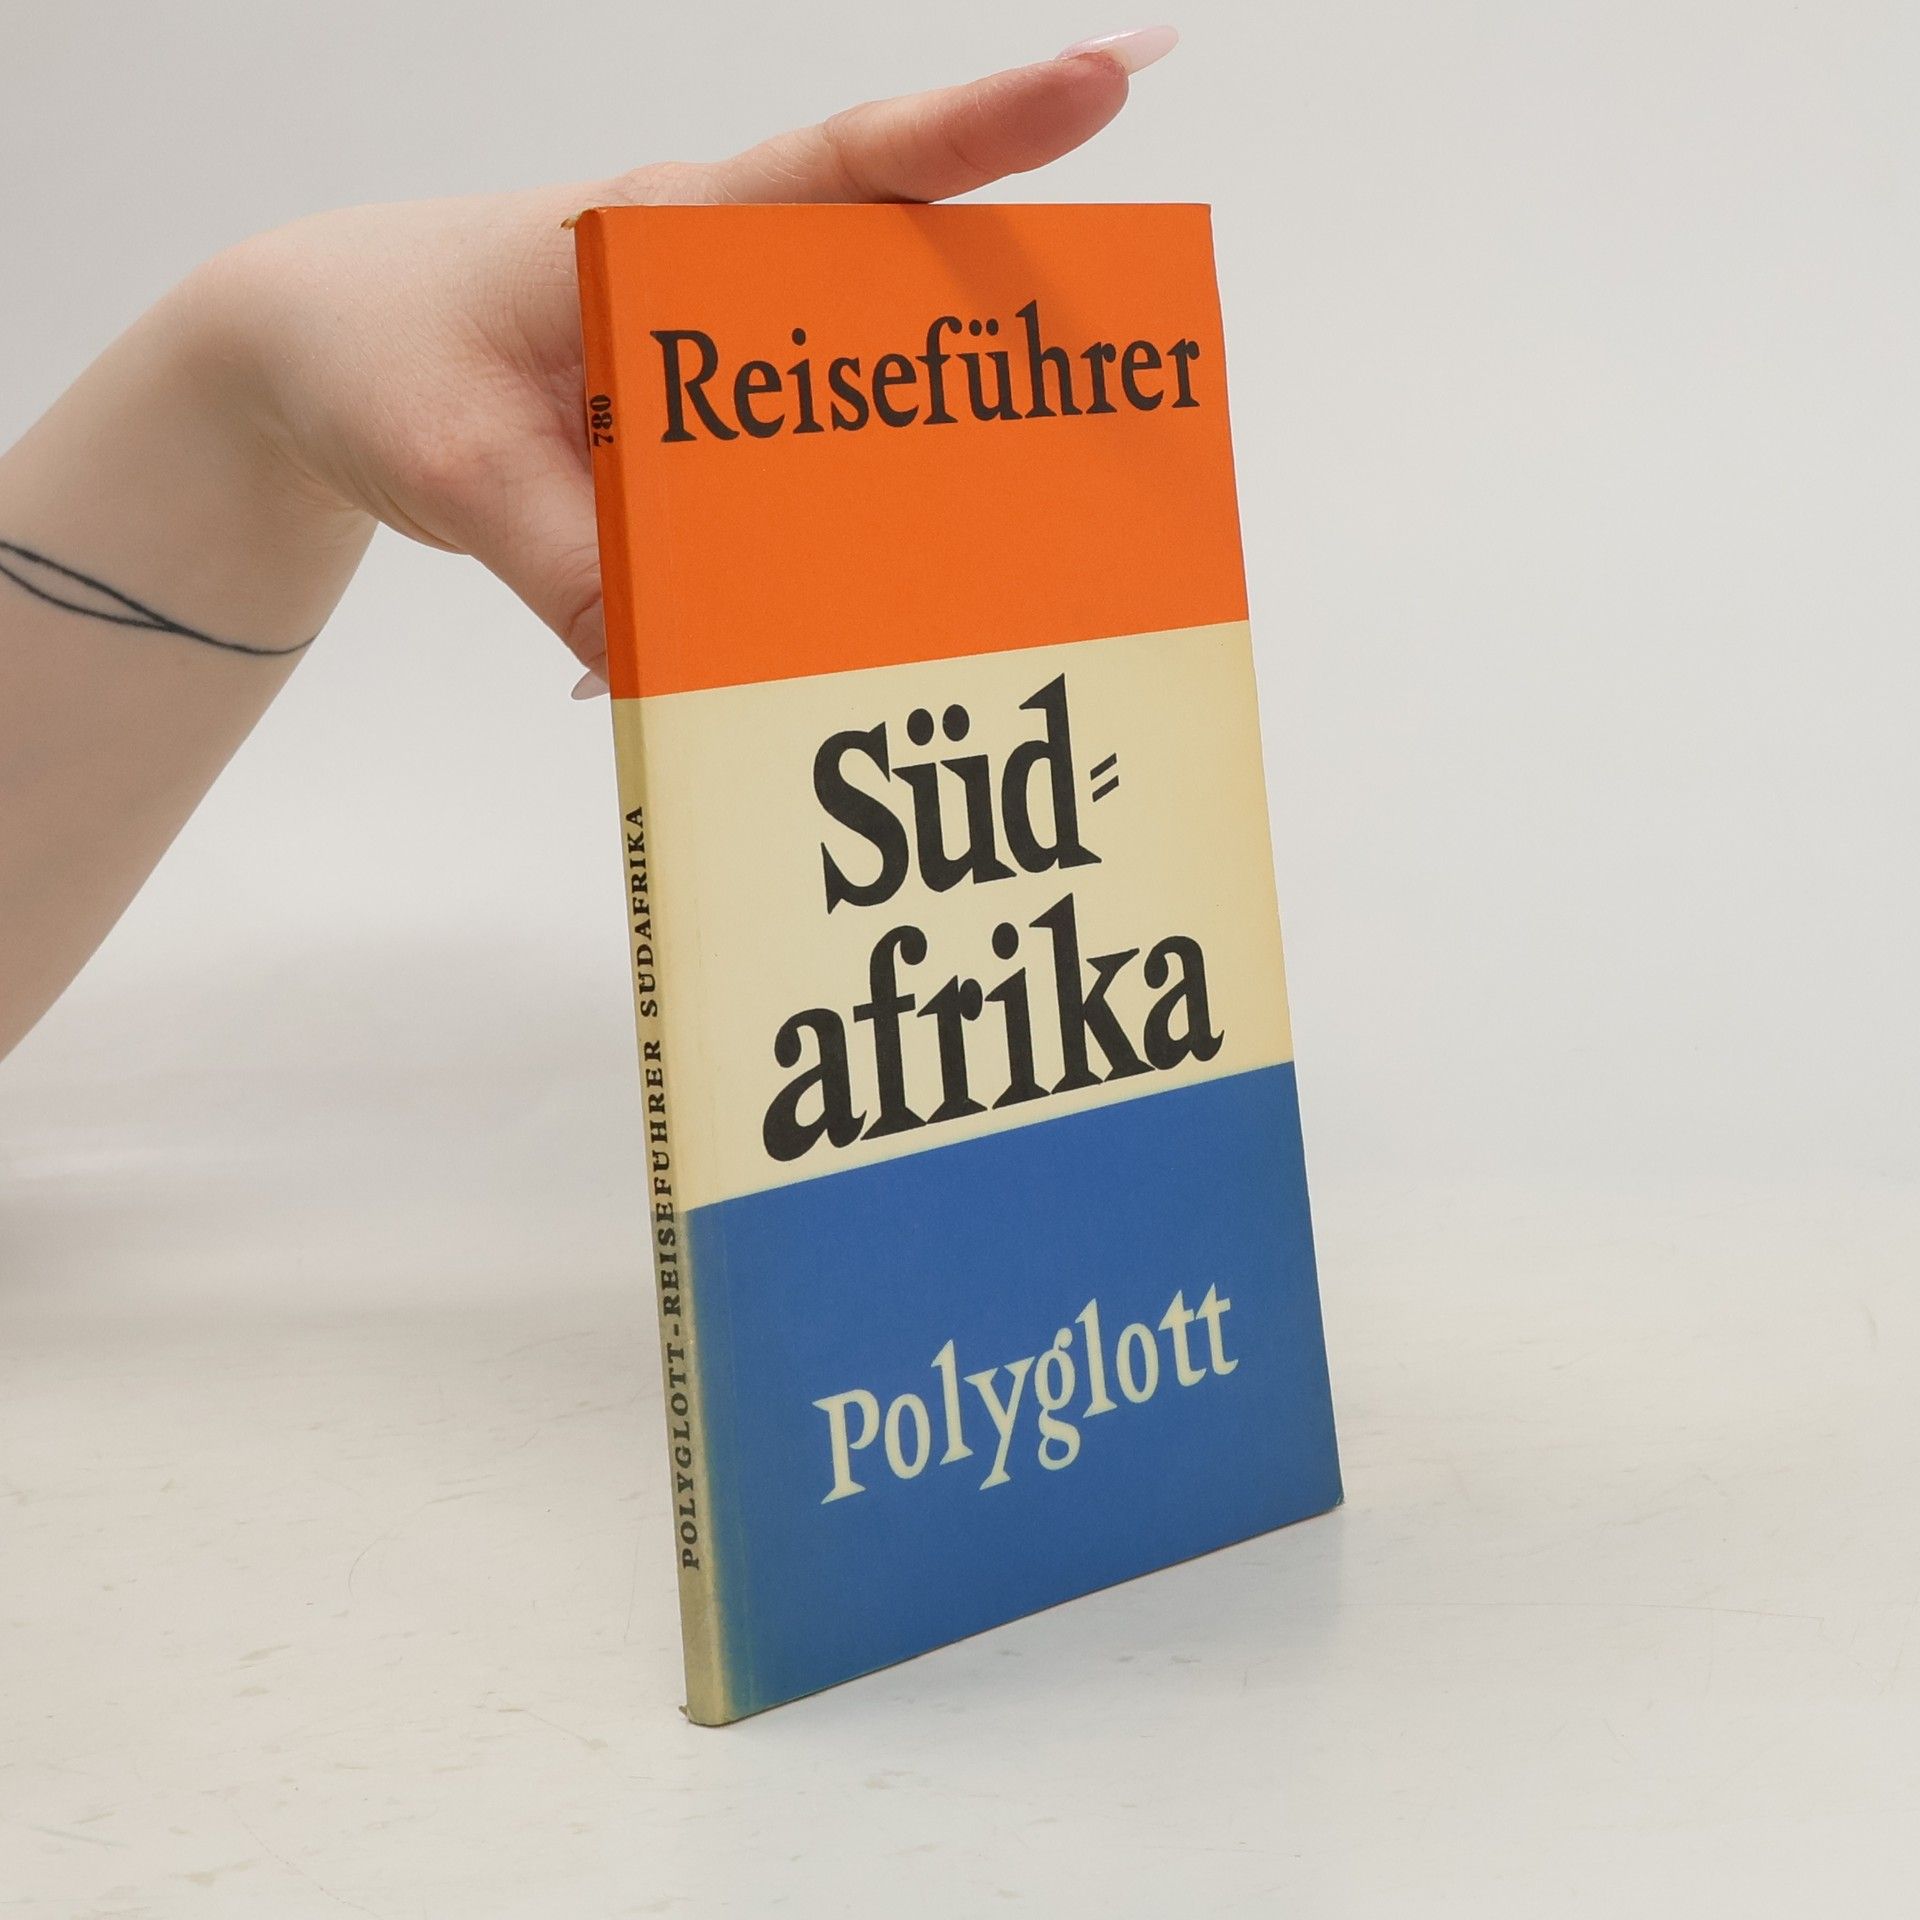 Reiseführer
Süd=
afrika
Polyglott
780
POLYGLOTT-REISEFÜHRER SÜDAFRIKA